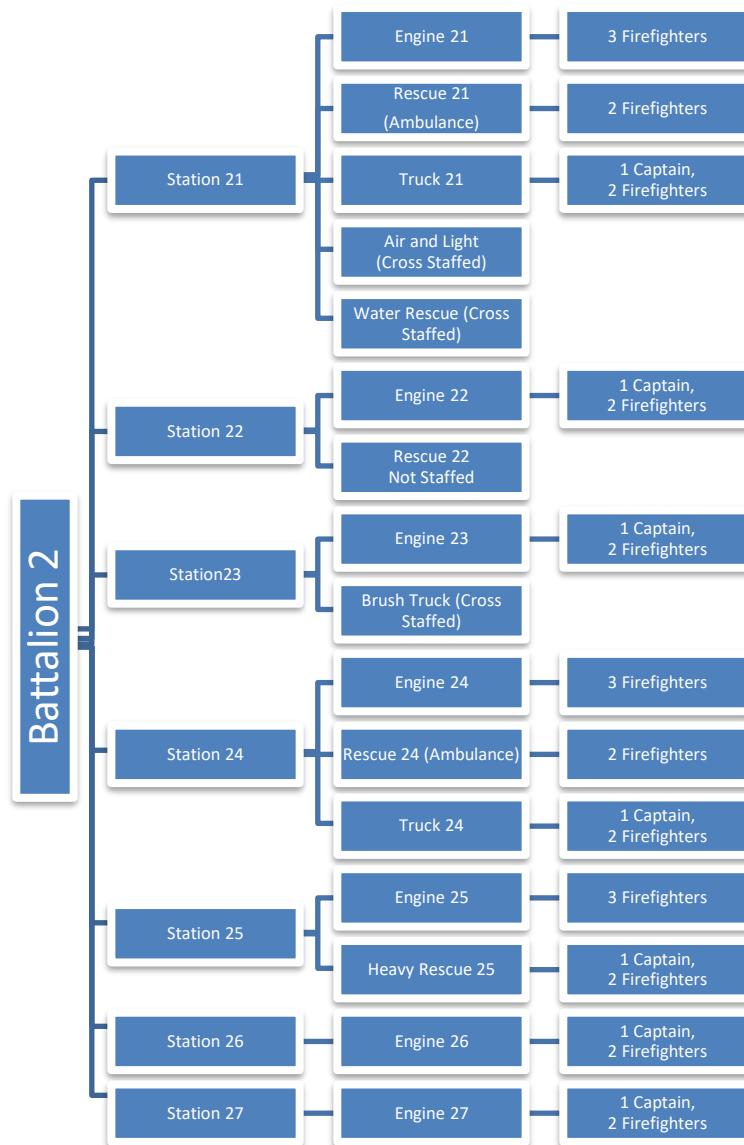 Battalion 2
Station 21
Engine 21
3 Firefighters
Rescue 21
(Ambulance)
2 Firefighters
Truck 21
1 Captain,
2 Firefighters
Air and Light
(Cross Staffed)
Water Rescue (Cross
Staffed)
Station 22
Engine 22
1 Captain,
2 Firefighters
Rescue 22
Not Staffed
Station23
Engine 23
1 Captain,
2 Firefighters
Brush Truck (Cross
Staffed)
Station 24
Engine 24
3 Firefighters
Rescue 24 (Ambulance)
2 Firefighters
Truck 24
1 Captain,
2 Firefighters
Station 25
Engine 25
3 Firefighters
Heavy Rescue 25
1 Captain,
2 Firefighters
Station 26
Engine 26
1 Captain,
2 Firefighters
Station 27
Engine 27
1 Captain,
2 Firefighters